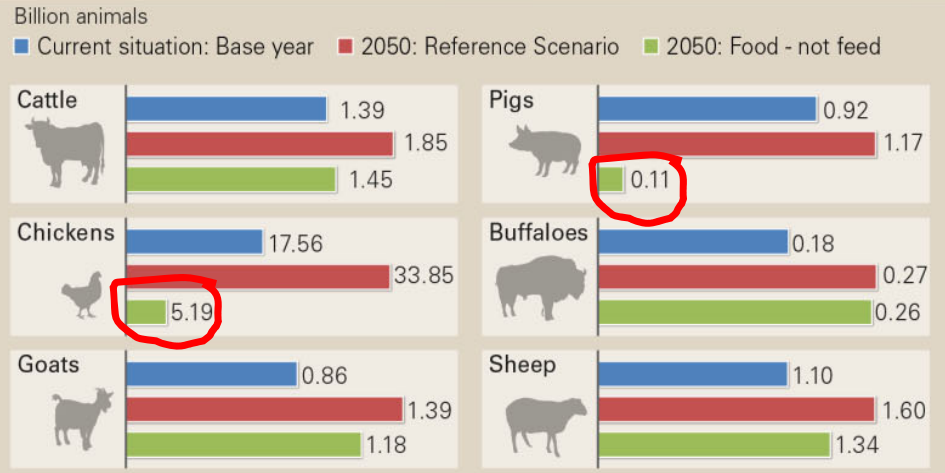 Billion animals
Current situation: Base year 2050: Reference Scenario 2050: Food - not feed
Cattle
1.39
1.85
1.45
Pigs
0.92
1.17
0.11
Chickens
17.56
33.85
5.19
Buffaloes
0.18
0.27
0.26
Goats
0.86
1.39
1.18
Sheep
1.10
1.60
1.34